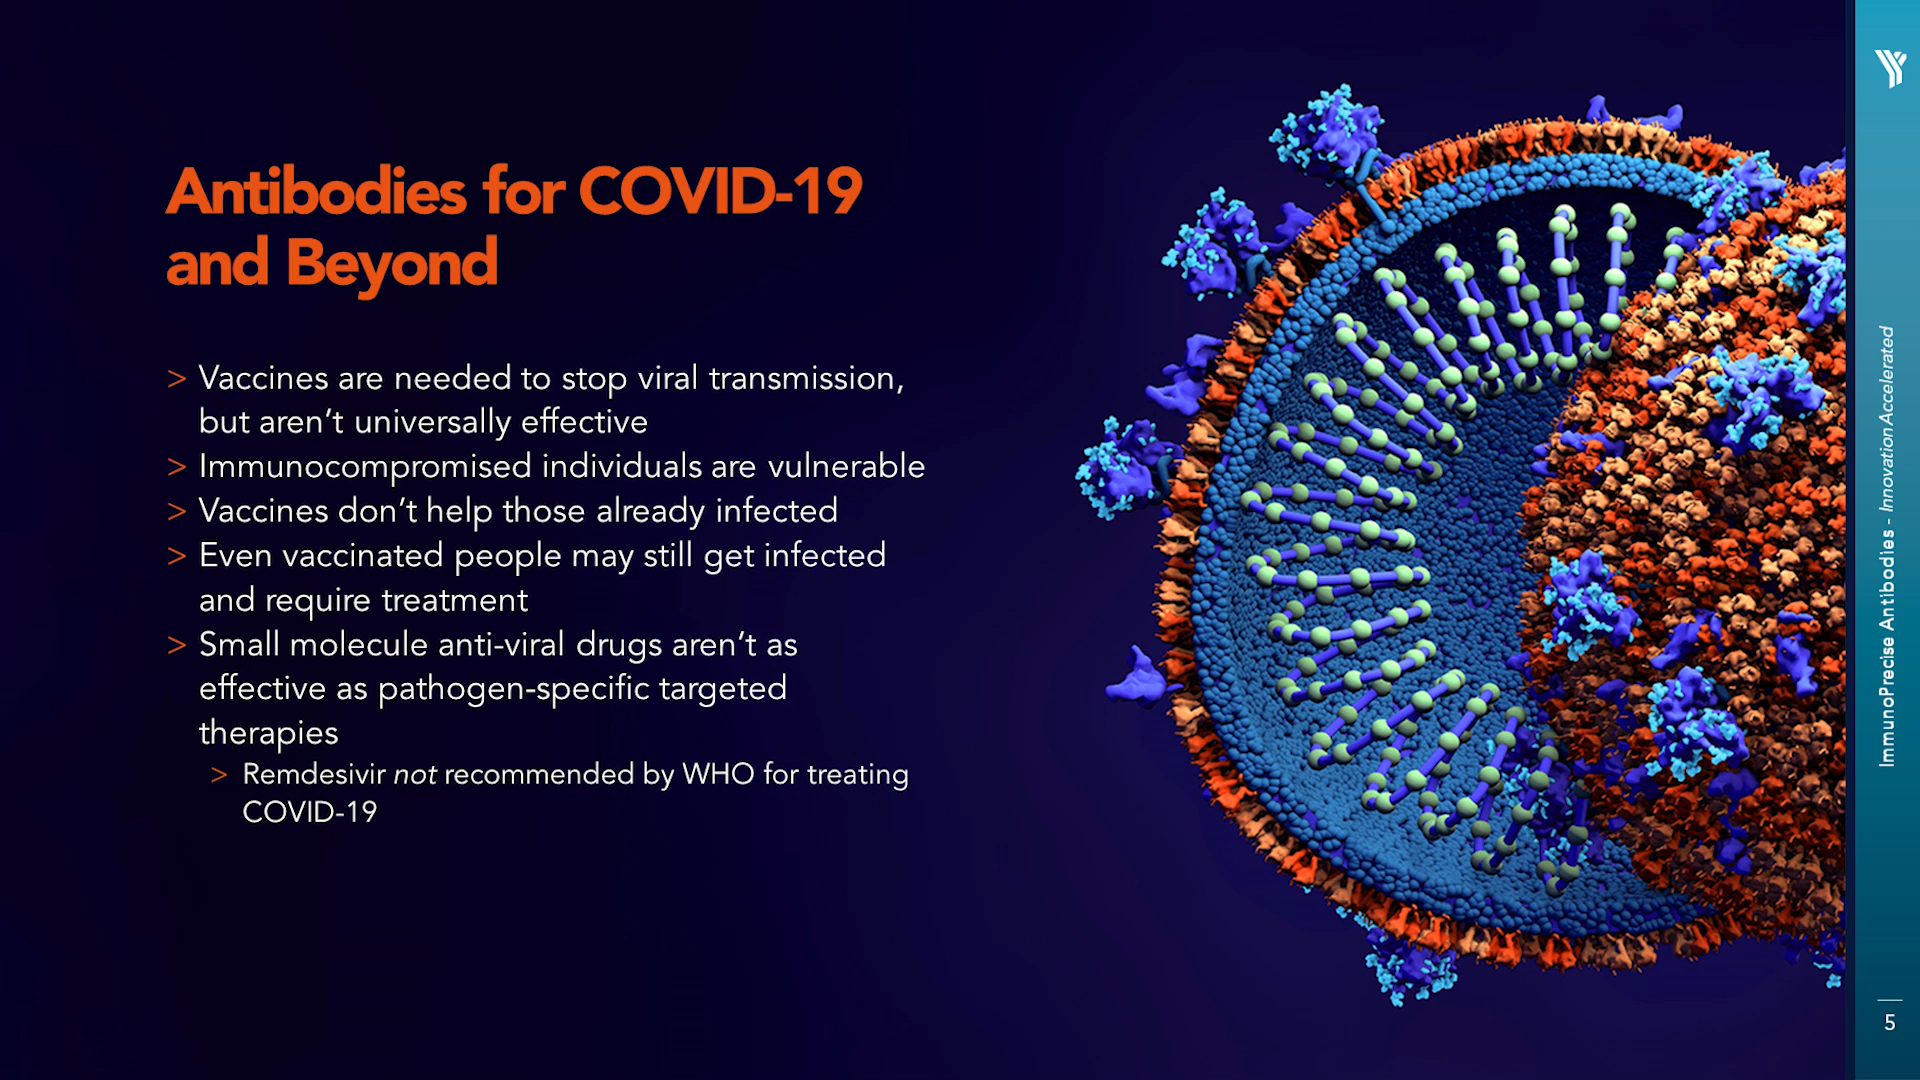 Antibodies for COVID-19
and Beyond
> Vaccines are needed to stop viral transmission,
but aren’t universally effective
> Immunocompromised individuals are vulnerable
> Vaccines don’t help those already infected
> Even vaccinated people may still get infected
and require treatment
> Small molecule anti-viral drugs aren’t as
effective as pathogen-specific targeted
therapies
> Remdesivir not recommended by WHO for treating
COVID-19
ImmunoPrecise Antibodies - Innovation Accelerated
5